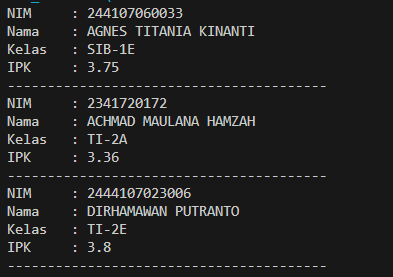 NIM : 244107060033
Nama : AGNES TITANIA KINANTI
Kelas : SIB-1E
IPK : 3.75
----------------------------------------
NIM : 2341720172
Nama : ACHMAD MAULANA HAMZAH
Kelas : TI-2A
IPK : 3.36
----------------------------------------
NIM : 2444107023006
Nama : DIRHAMAWAN PUTRANTO
Kelas : TI-2E
IPK : 3.8
----------------------------------------